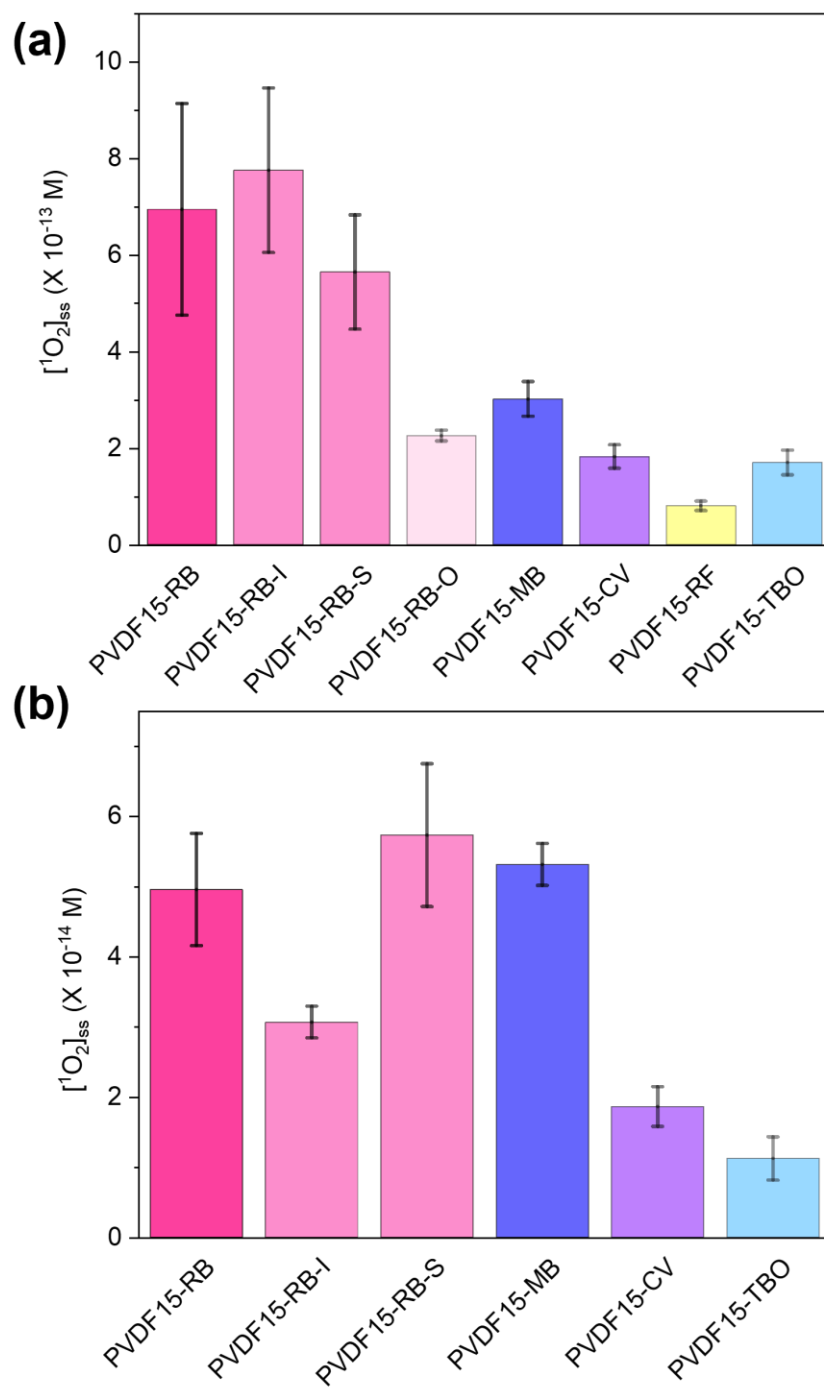 (a)
10
8
6
4
2
0
[¹O₂]ss (X 10⁻¹³ M)
PVDF15-RB
PVDF15-RB-I
PVDF15-RB-S
PVDF15-RB-O
PVDF15-MB
PVDF15-CV
PVDF15-RF
PVDF15-TBO
(b)
6
4
2
0
[¹O₂]ss (X 10⁻¹⁴ M)
PVDF15-RB
PVDF15-RB-I
PVDF15-RB-S
PVDF15-MB
PVDF15-CV
PVDF15-TBO